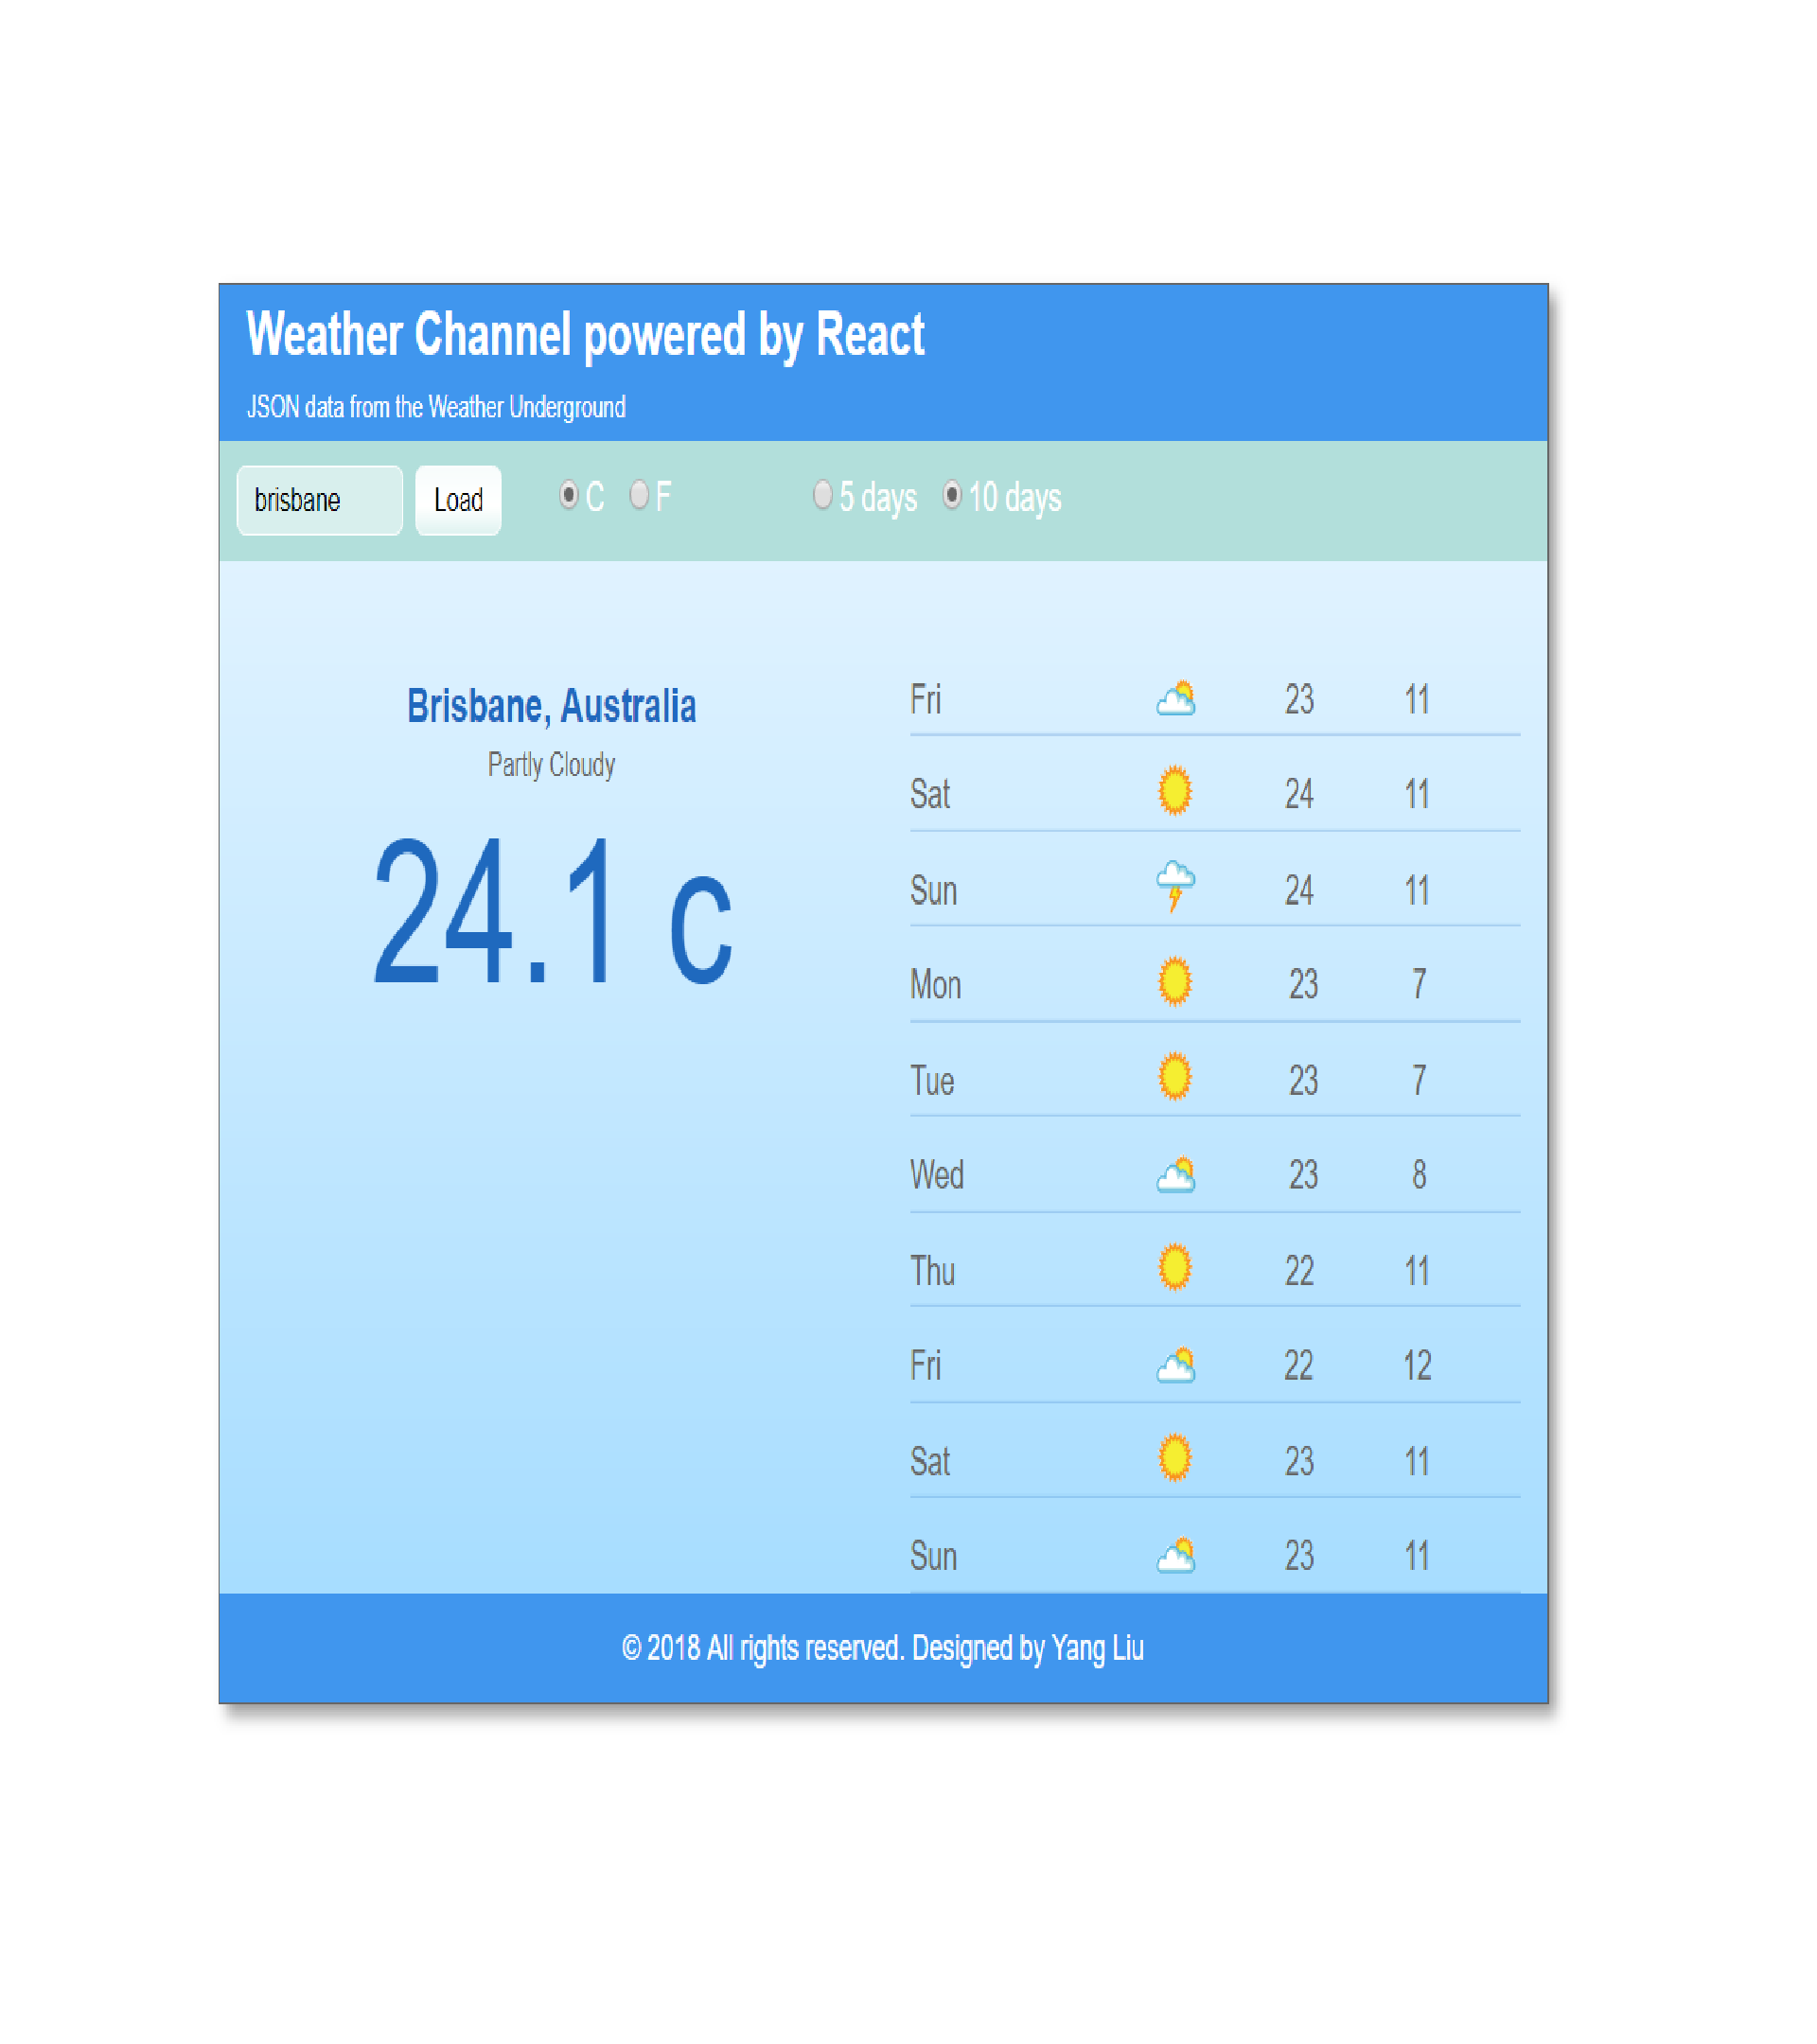 Weather Channel powered by React
JSON data from the Weather Underground
brisbane Load C F 5 days 10 days
Brisbane, Australia
Partly Cloudy
24.1 c
Fri 23 11
Sat 24 11
Sun 24 11
Mon 23 7
Tue 23 7
Wed 23 8
Thu 22 11
Fri 22 12
Sat 23 11
Sun 23 11
© 2018 All rights reserved. Designed by Yang Liu